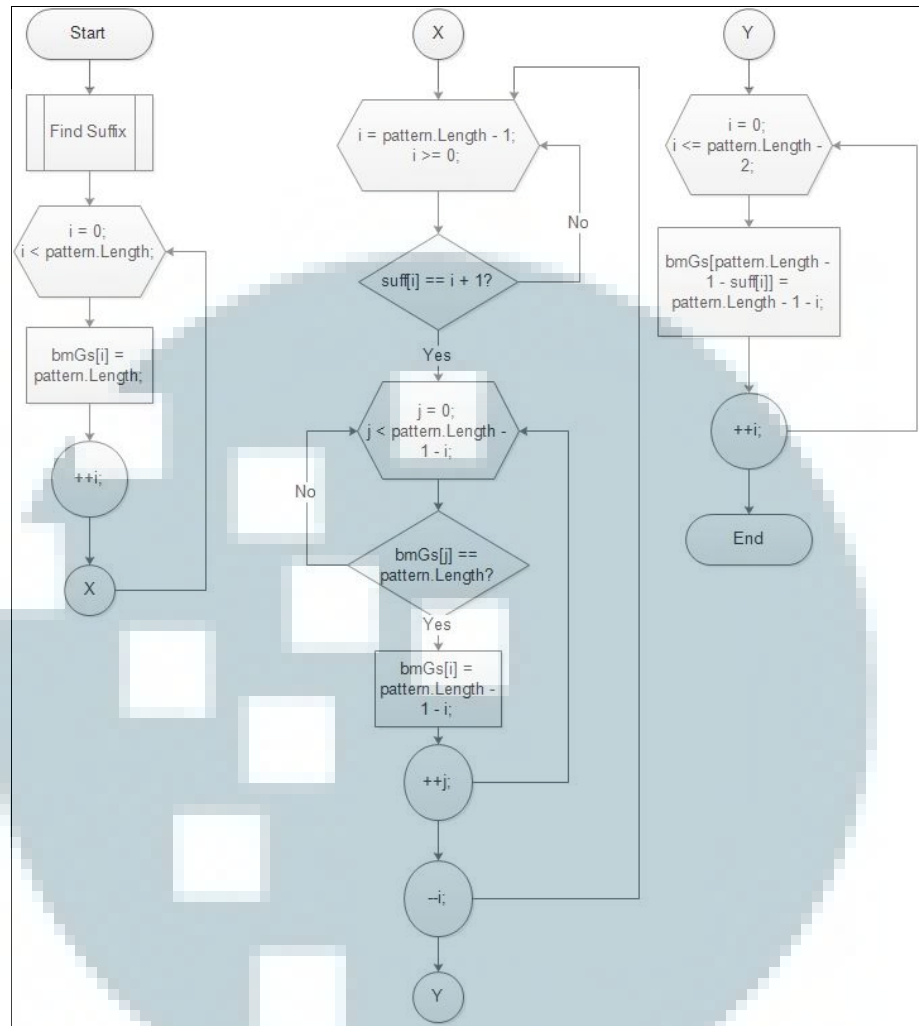 Start
Find Suffix
i = 0;
i < pattern.Length;
bmGs[i] =
pattern.Length;
++i;
X
X
i = pattern.Length - 1;
i >= 0;
No
suff[i] == i + 1?
Yes
j = 0;
j < pattern.Length -
1 - i;
No
bmGs[j] ==
pattern.Length?
Yes
bmGs[i] =
pattern.Length -
1 - i;
++j;
--i;
Y
Y
i = 0;
i <= pattern.Length -
2;
bmGs[pattern.Length -
1 - suff[i]] =
pattern.Length - 1 - i;
++i;
End